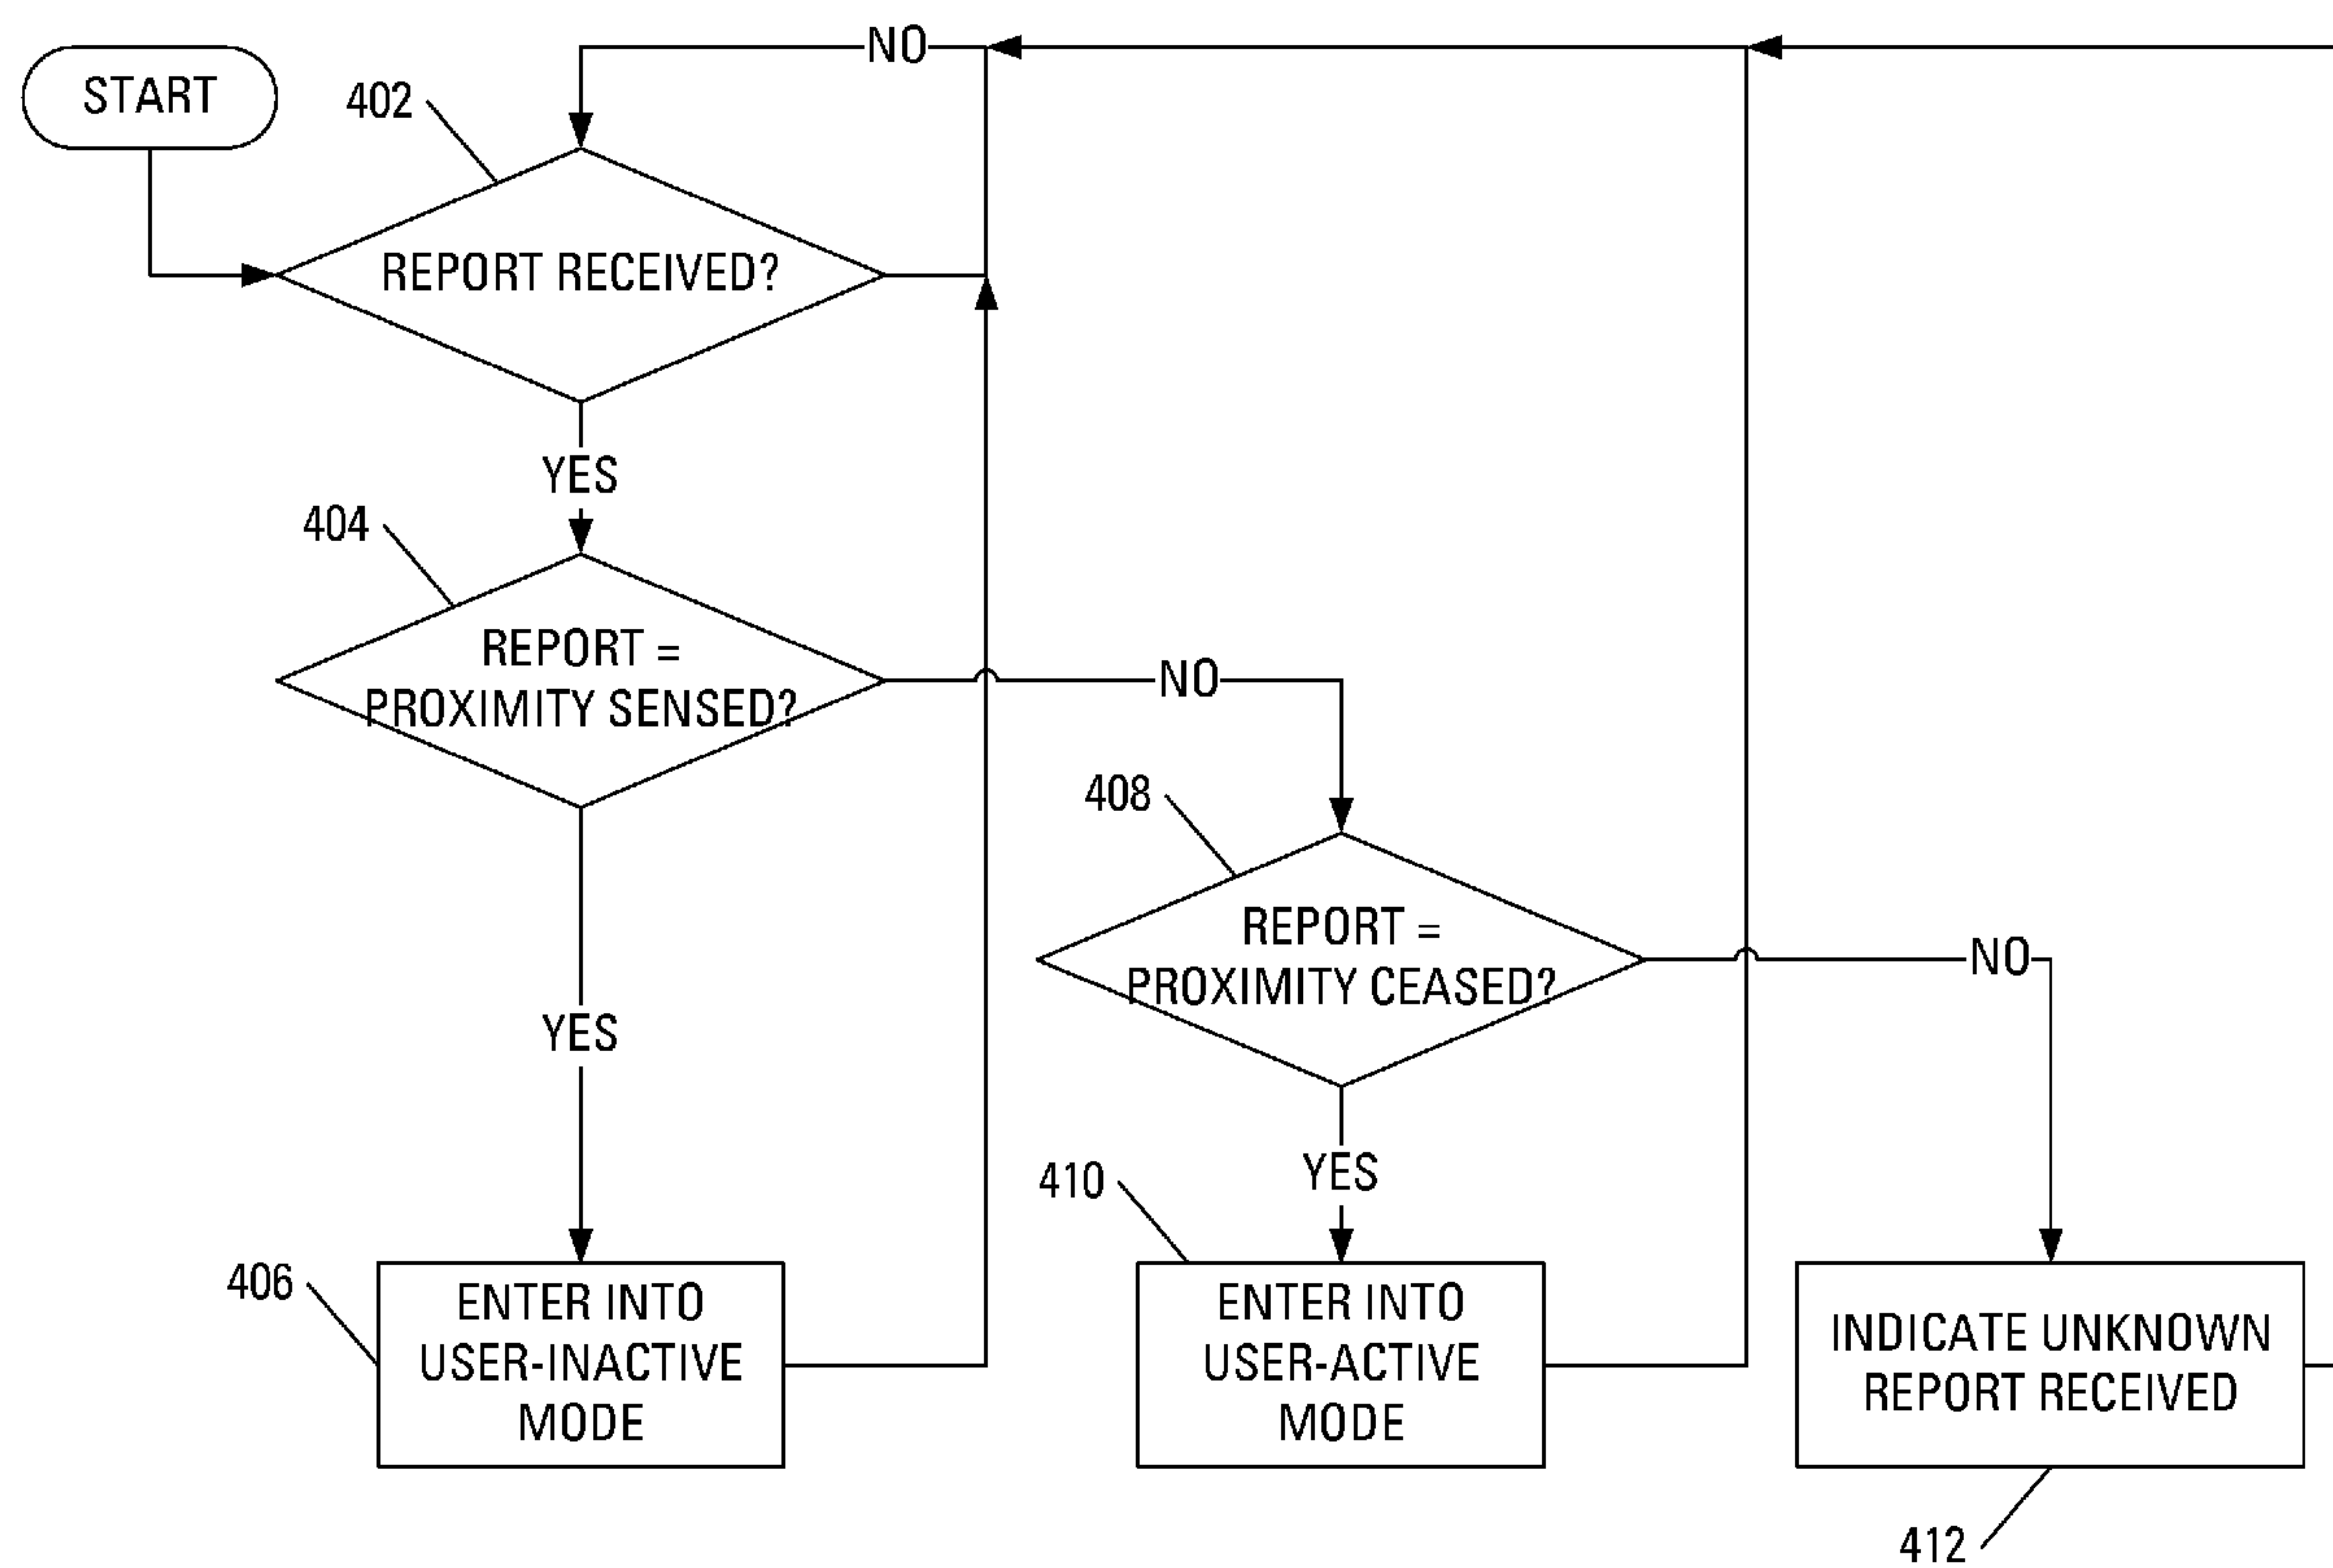 NO
START
402
REPORT RECEIVED?
YES
404
REPORT =
PROXIMITY SENSED?
NO
408
REPORT =
PROXIMITY CEASED?
NO
YES
410
YES
406
ENTER INTO
USER-INACTIVE
MODE
ENTER INTO
USER-ACTIVE
MODE
INDICATE UNKNOWN
REPORT RECEIVED
412